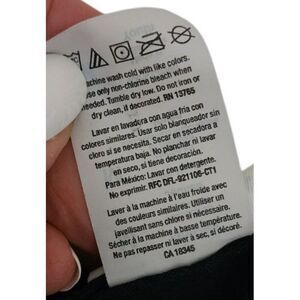 achine wash cold with like colors.
se only non-chlorine bleach when
eeded. Tumble dry low. Do not iron or
dry clean, if decorated. RN 13765
Lavar en lavadora con agua fria con
colores similares. Usar solo blanqueador sin
cloro si se necesita. Secar en secadora a
temperatura baja. No planchar ni lavar
en seco, si tiene decoración.
Para México: Lavar con detergente.
No exprimir. RFC DFL-921106-CT1
Laver à la machine à l'eau froide avec
des couleurs similaires. Utiliser un
javellisant sans chlore si nécessaire.
Sécher à la machine à basse température.
Ne pas repasser ni laver à sec, si décoré.
CA 18345